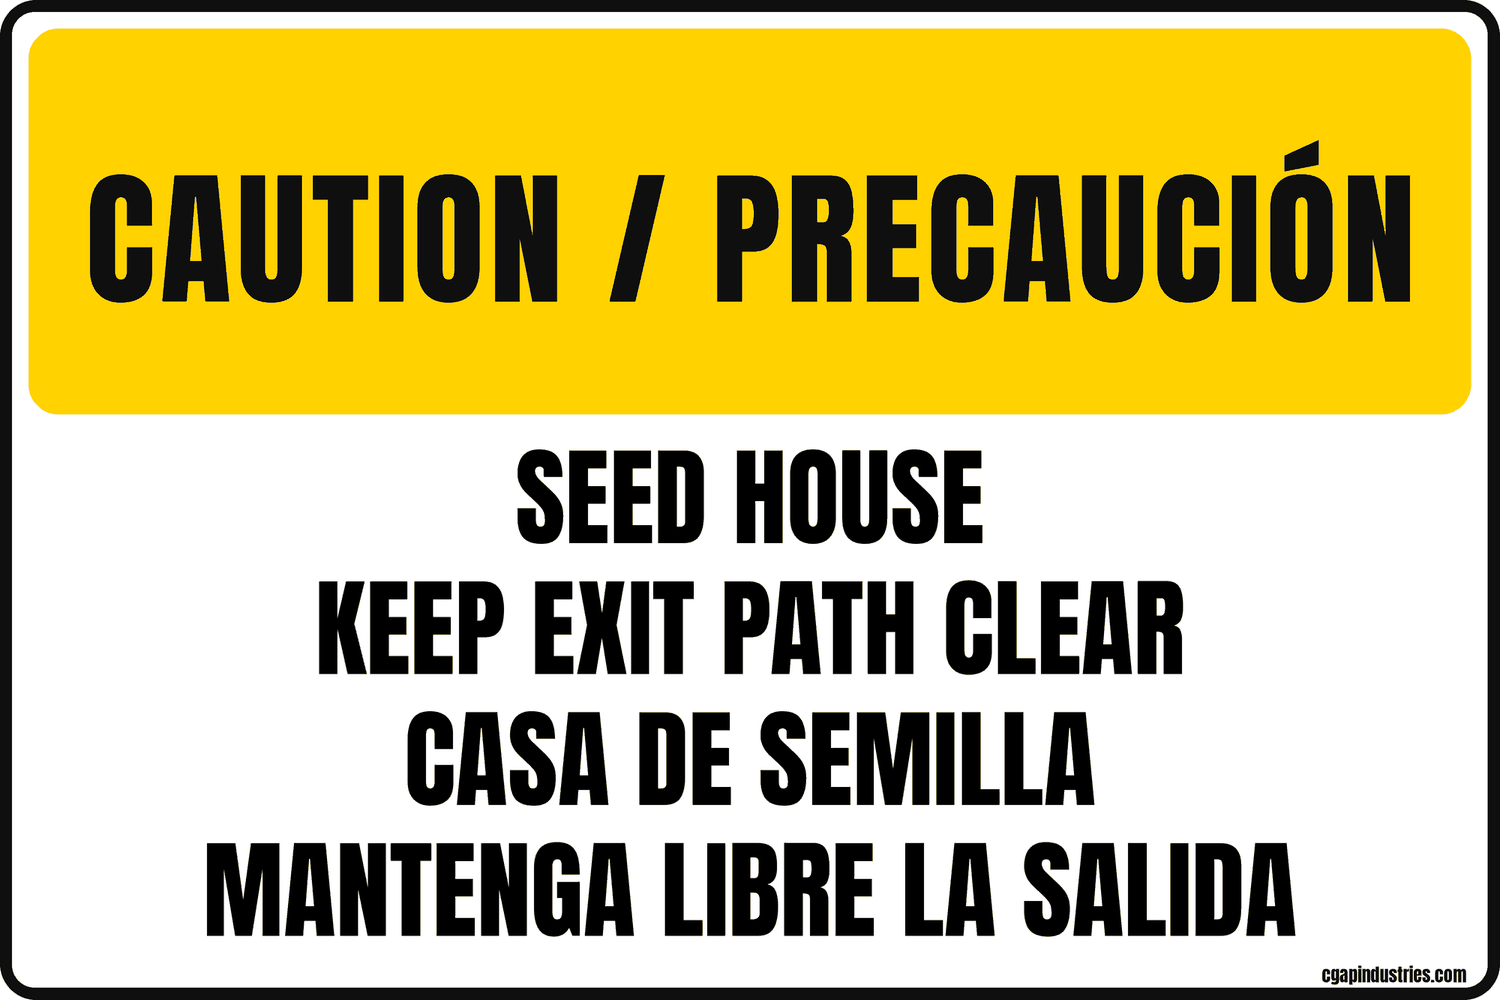 CAUTION / PRECAUCIÓN
SEED HOUSE
KEEP EXIT PATH CLEAR
CASA DE SEMILLA
MANTENGA LIBRE LA SALIDA
cgapindustries.com